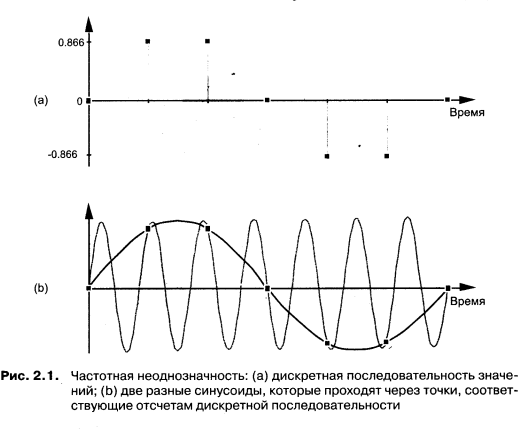 0.866
(a)
0
Время
-0.866
(b)
Время
Рис. 2.1. Частотная неоднозначность: (a) дискретная последовательность значе-
ний; (b) две разные синусоиды, которые проходят через точки, соответ-
ствующие отсчетам дискретной последовательности